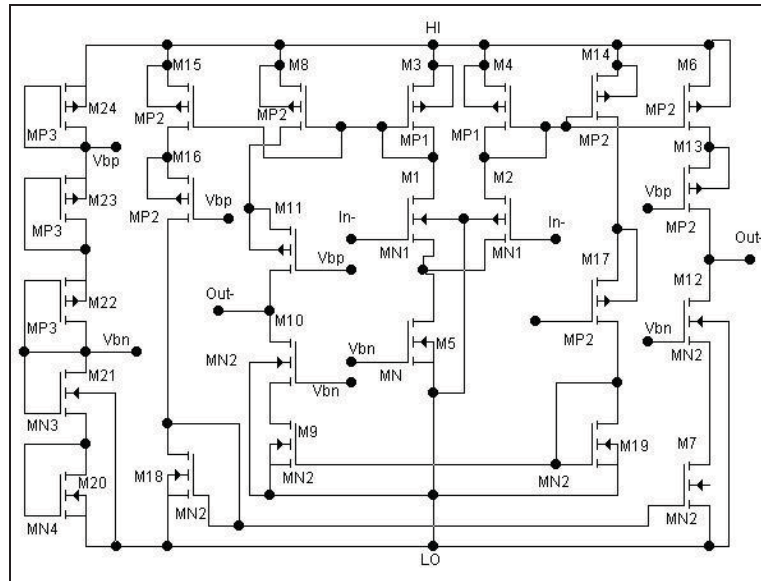 HI
M15
M8
M3
M4
M14
M6
M24
MP2
MP2
MP1
MP1
MP2
MP2
MP3
Vbp
M16
M1
M2
M13
M23
Vbp
M11
In-
In-
Vbp
MP3
MP2
MN1
MN1
MP2
M17
Vbp
Out-
M22
Out-
M12
M10
MP3
Vbn
Vbn
M5
MP2
Vbn
MN2
MN
MN2
M21
Vbn
MN3
M9
M19
M7
M20
M18
MN2
MN2
MN4
MN2
MN2
LO